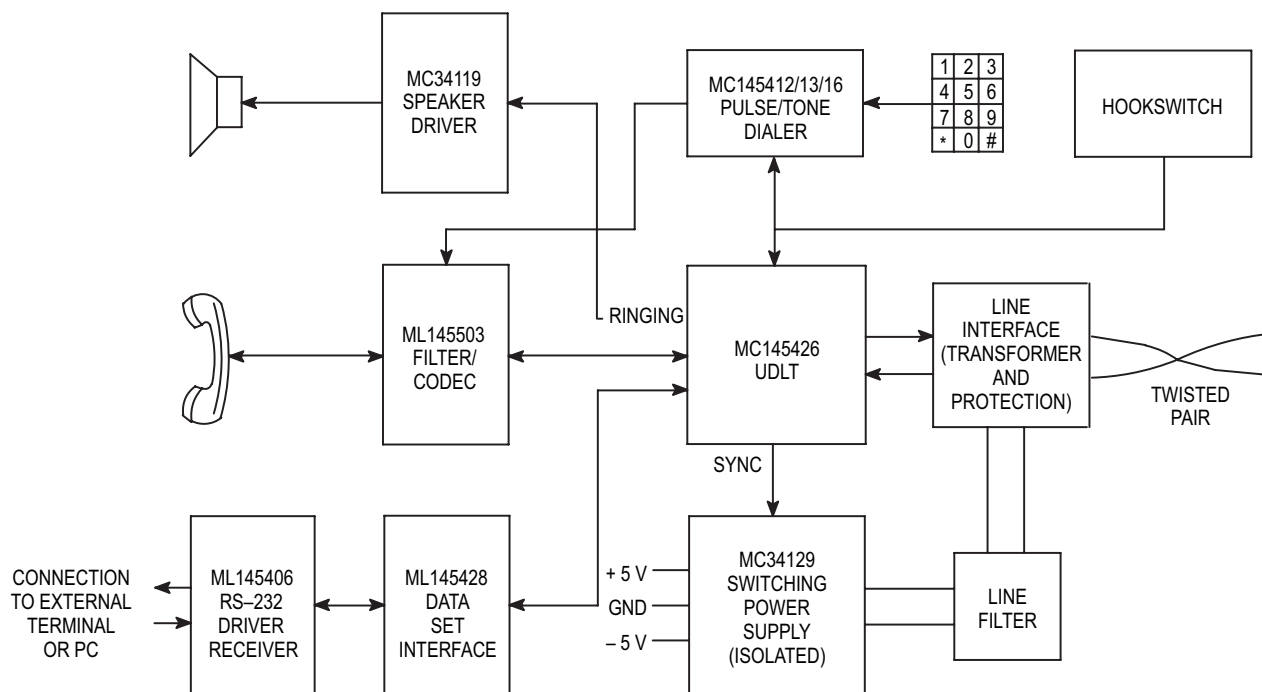 MC34119
SPEAKER
DRIVER
MC145412/13/16
PULSE/TONE
DIALER
1 2 3
4 5 6
7 8 9
* 0 #
HOOKSWITCH
ML145503
FILTER/
CODEC
RINGING
MC145426
UDLT
LINE
INTERFACE
(TRANSFORMER
AND
PROTECTION)
TWISTED
PAIR
SYNC
CONNECTION
TO EXTERNAL
TERMINAL
OR PC
ML145406
RS–232
DRIVER
RECEIVER
ML145428
DATA
SET
INTERFACE
+ 5 V
GND
– 5 V
MC34129
SWITCHING
POWER
SUPPLY
(ISOLATED)
LINE
FILTER